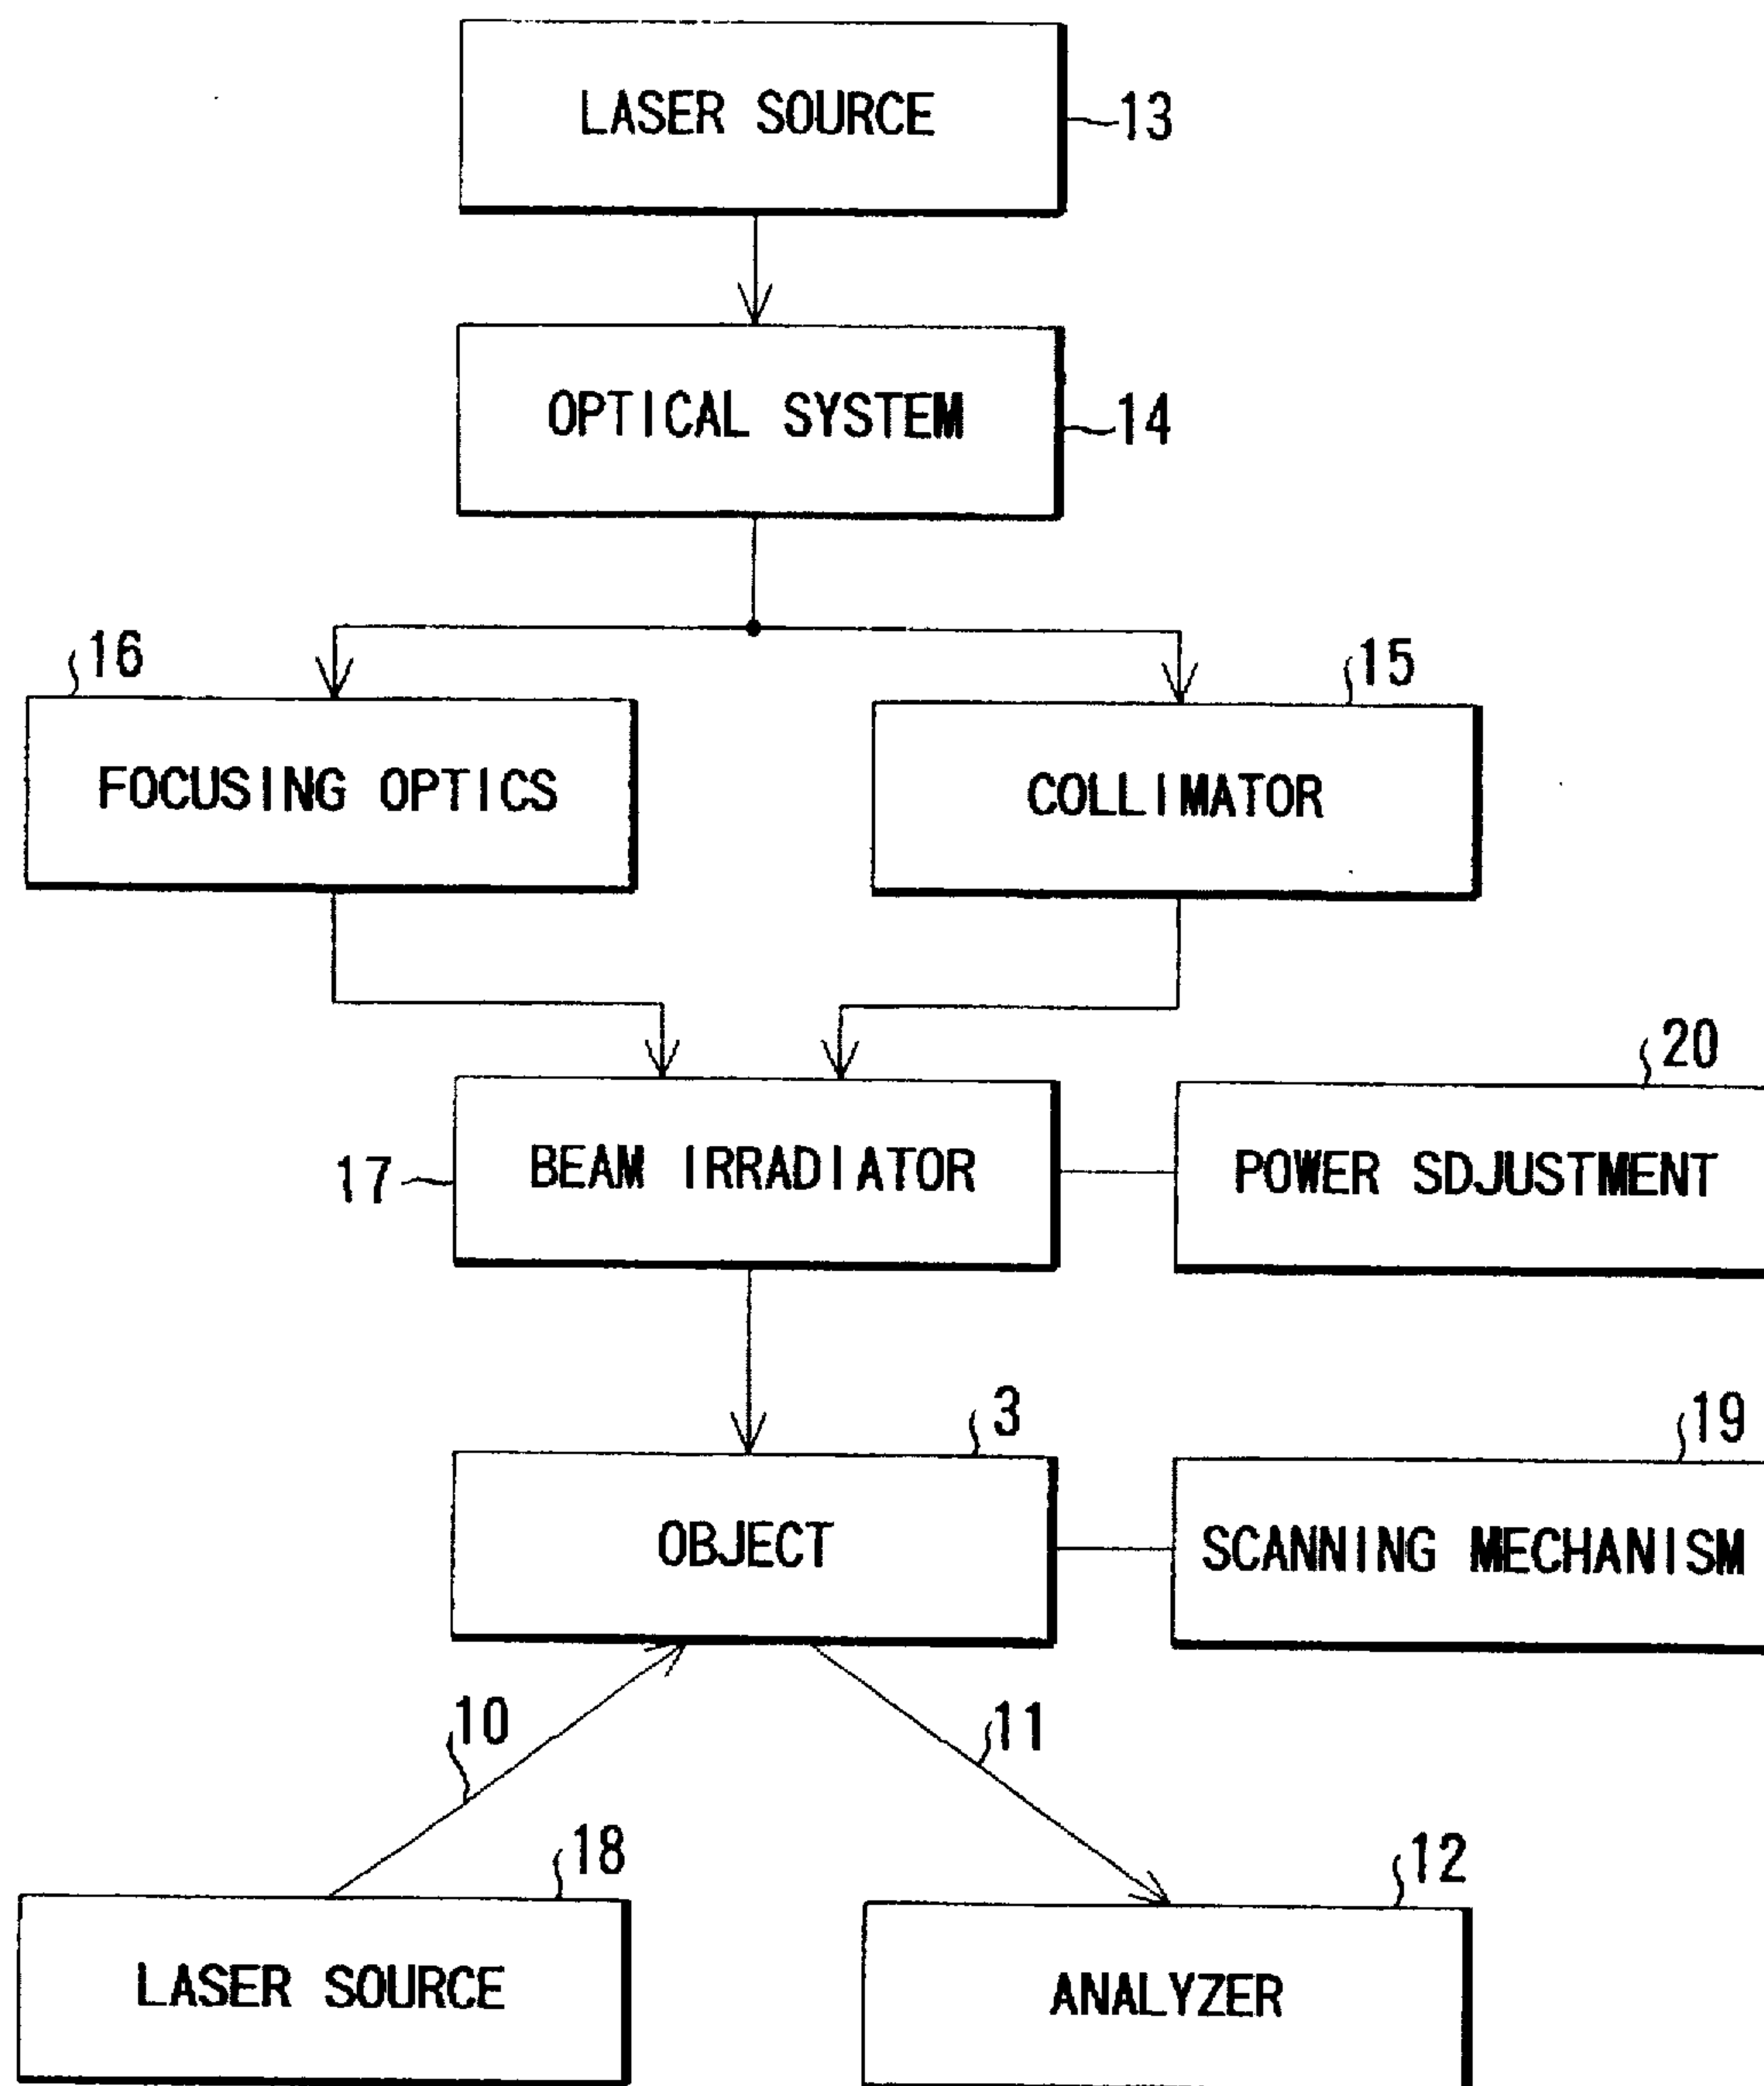 LASER SOURCE
13
OPTICAL SYSTEM
14
16
15
FOCUSING OPTICS
COLLIMATOR
20
17
BEAM IRRADIATOR
POWER SDJUSTMENT
3
19
OBJECT
SCANNING MECHANISM
10
11
18
12
LASER SOURCE
ANALYZER